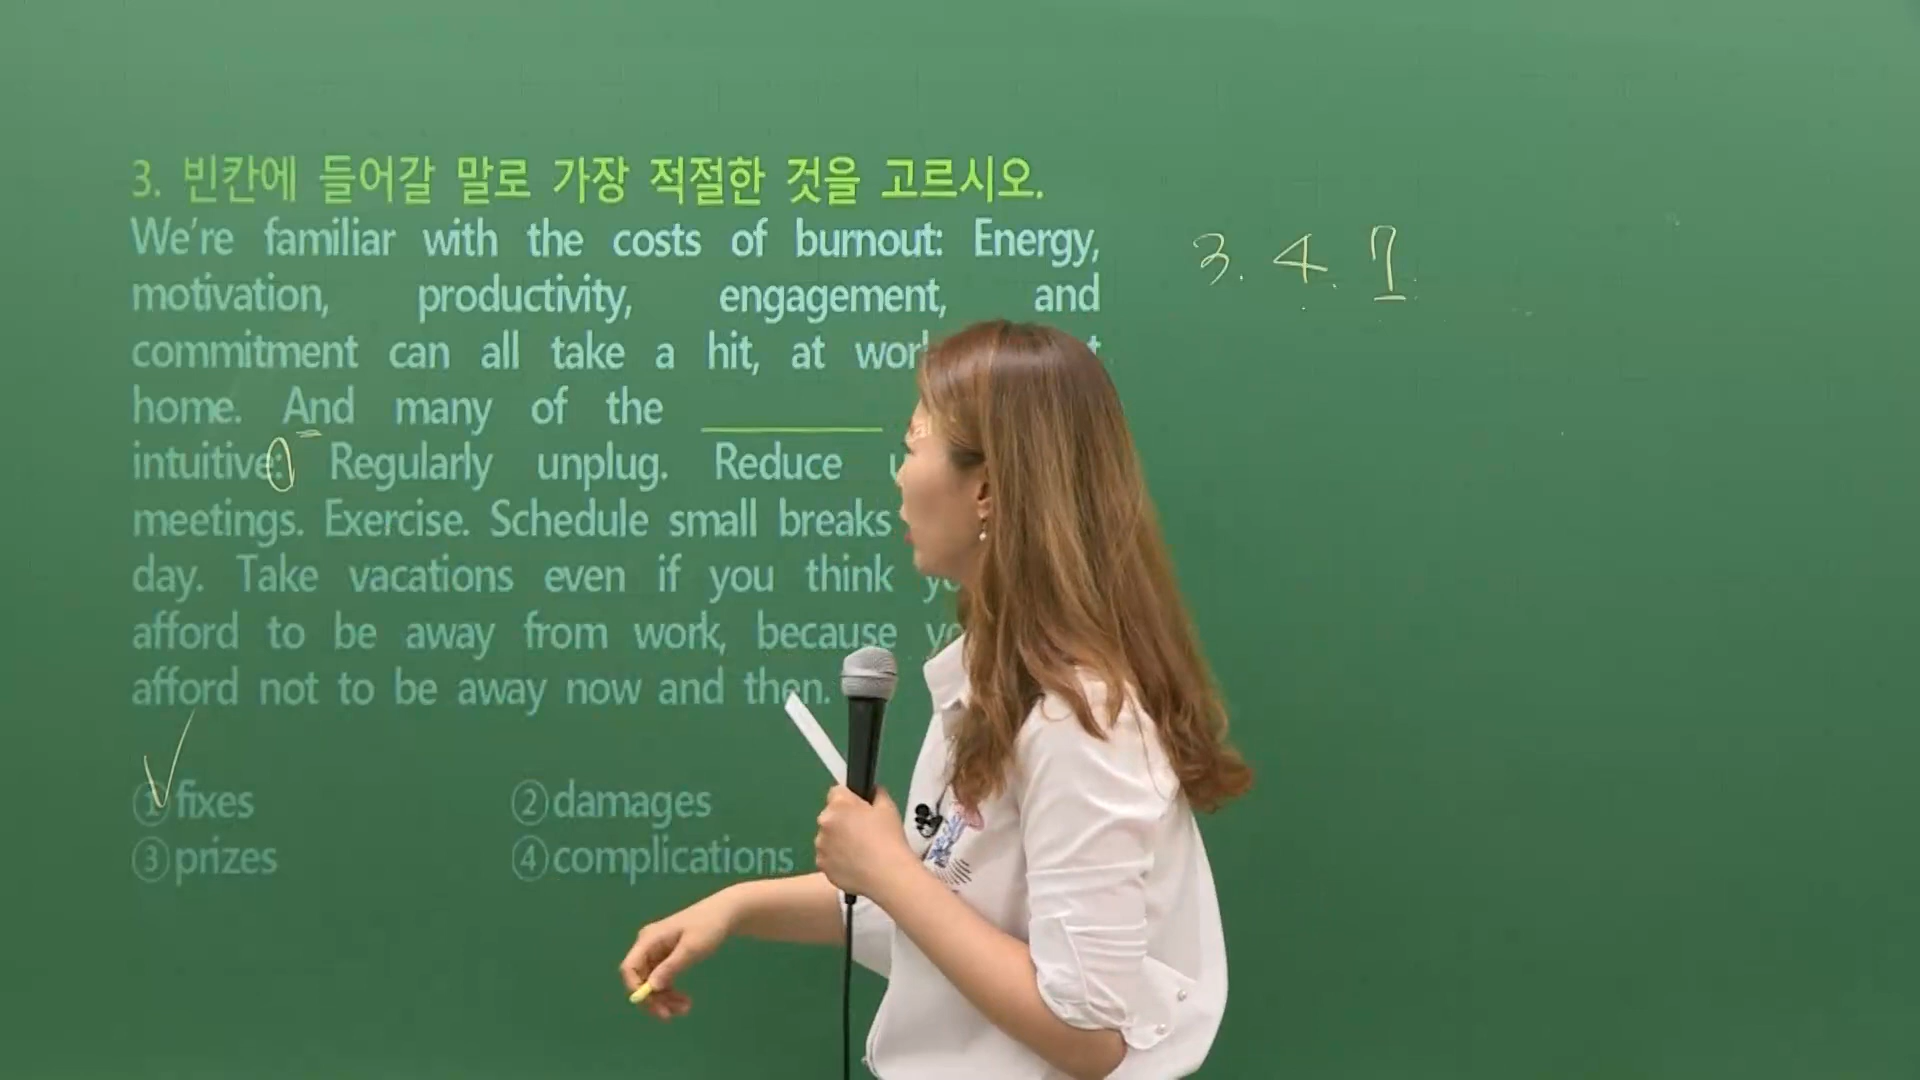 3. 빈칸에 들어갈 말로 가장 적절한 것을 고르시오.
We're familiar with the costs of burnout: Energy,
motivation, productivity, engagement, and
commitment can all take a hit, at
home. And many of the
intuitive: Regularly unplug. Reduce
meetings. Exercise. Schedule small breaks
day. Take vacations even if you think
afford to be away from work, because
afford not to be away now and then.
①fixes ②damages
③prizes ④complications
3. 4. 7